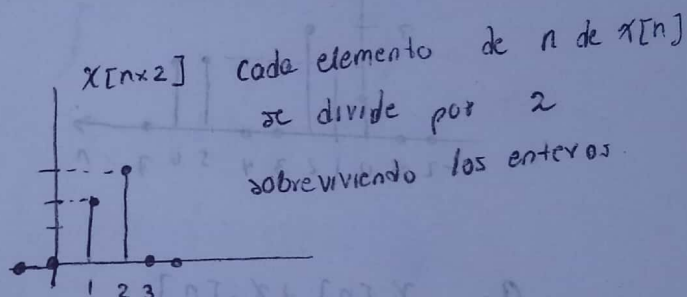 x[n×2] cada elemento de n de x[n]
se divide por 2
sobreviviendo los enteros.
1 2 3